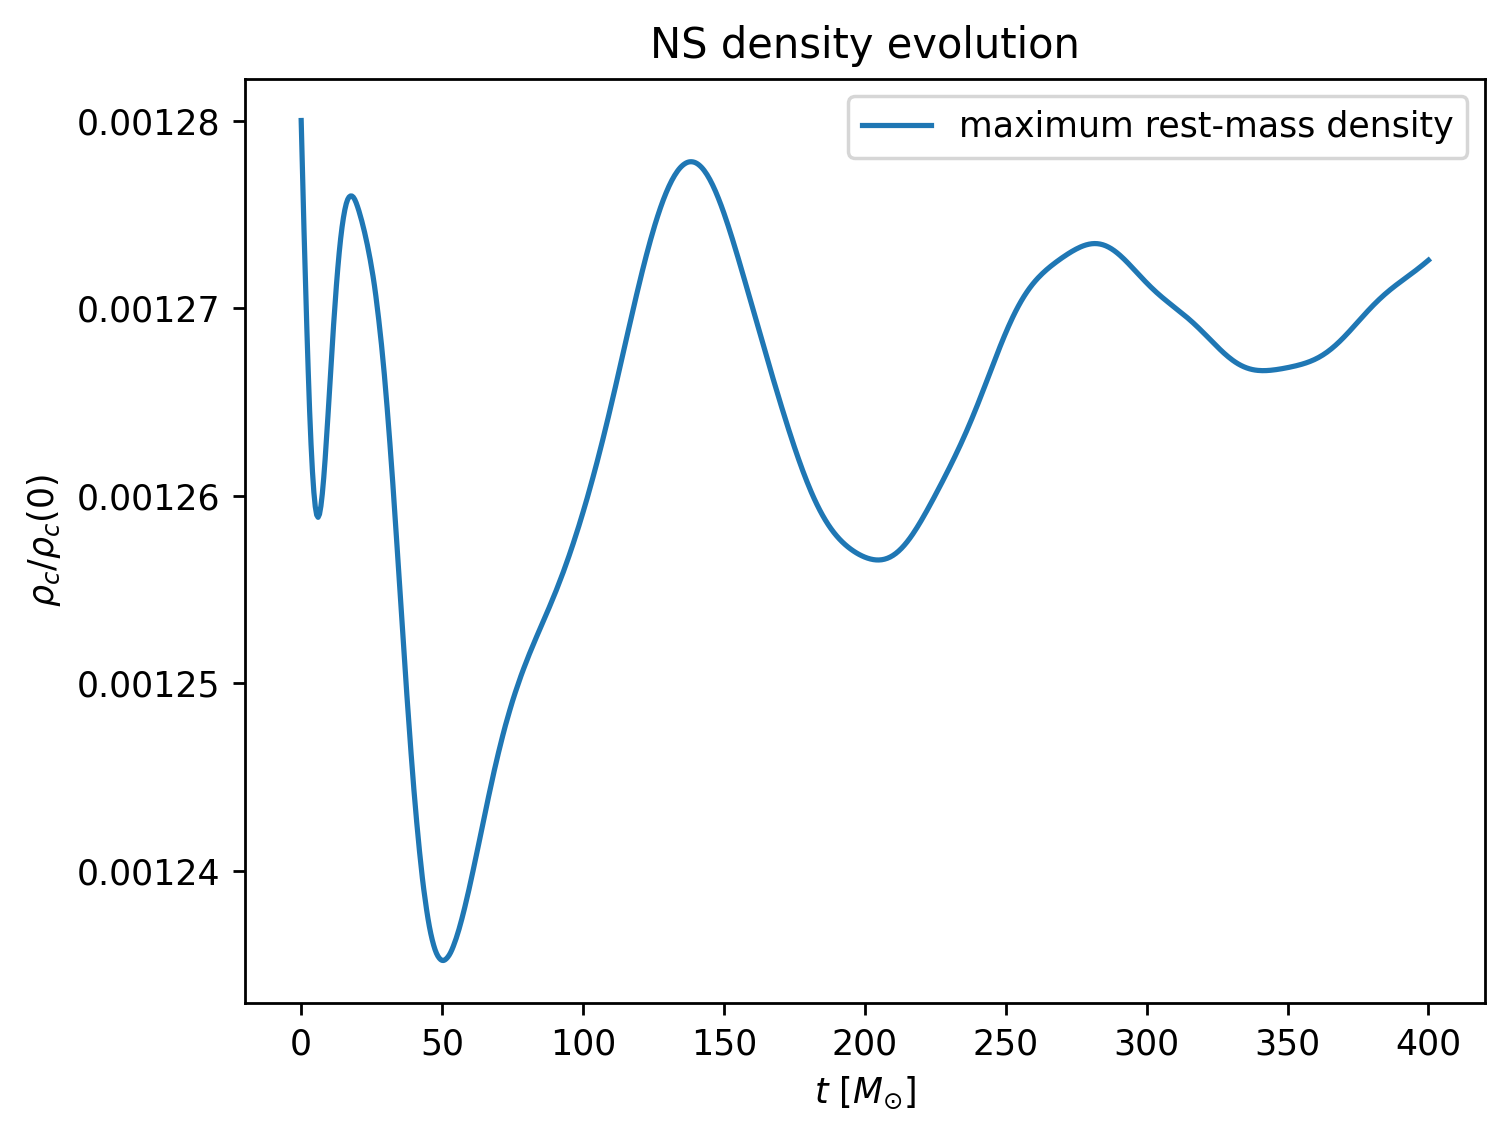 NS density evolution
maximum rest-mass density
0.00128
0.00127
0.00126
0.00125
0.00124
ρc/ρc(0)
0 50 100 150 200 250 300 350 400
t [M⊙]